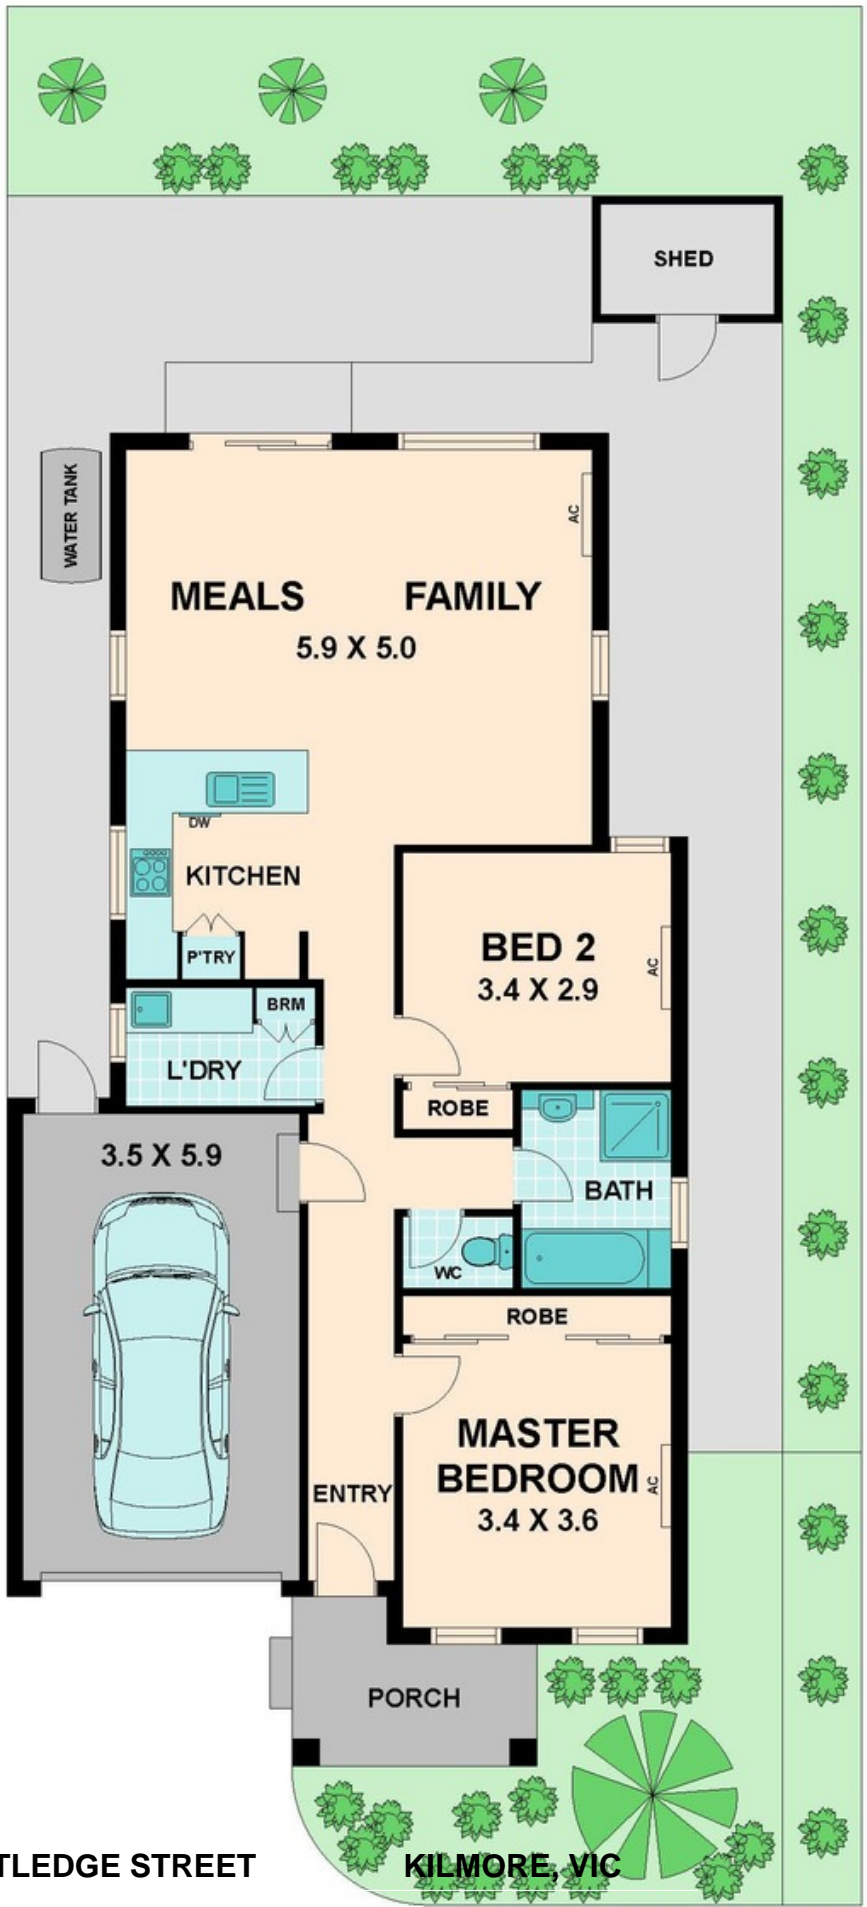 SHED
WATER TANK
AC
MEALS FAMILY
5.9 X 5.0
DW
KITCHEN
P'TRY
BED 2
3.4 X 2.9
AC
BRM
L'DRY
ROBE
3.5 X 5.9
BATH
WC
ROBE
MASTER
BEDROOM
3.4 X 3.6
AC
ENTRY
PORCH
TLEDGE STREET KILMORE, VIC